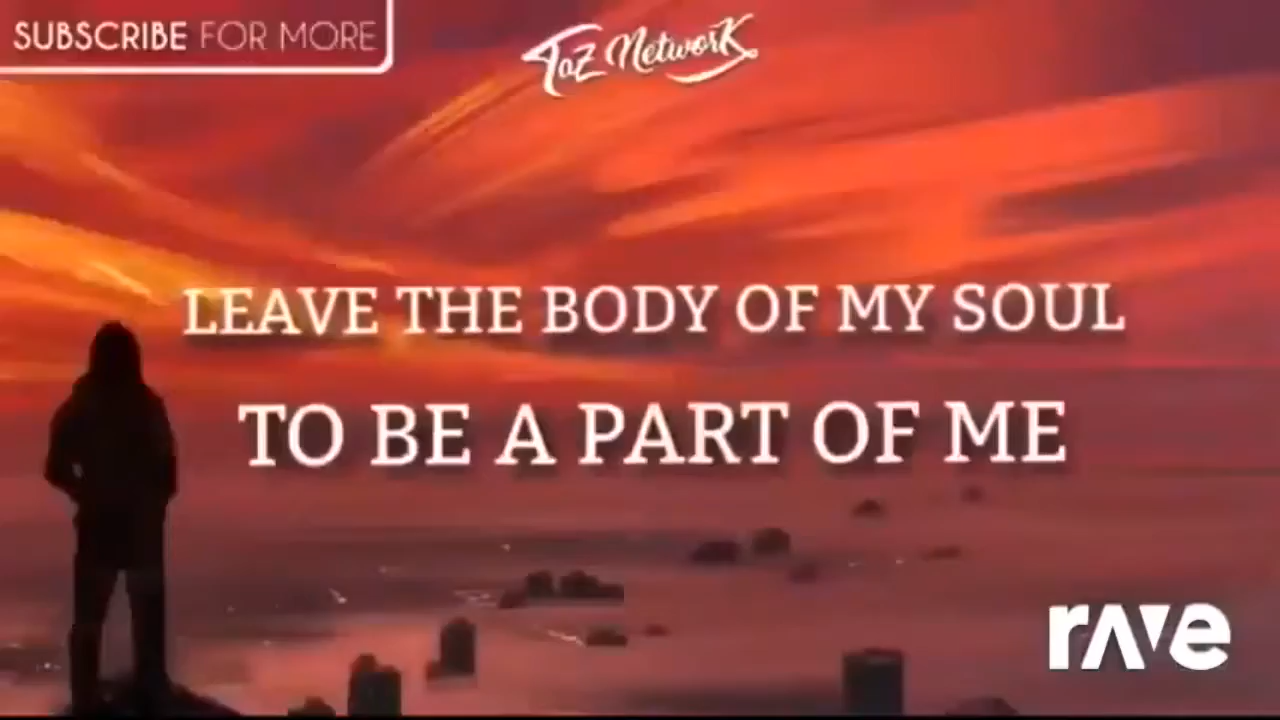 SUBSCRIBE FOR MORE
TaZ NetworK
LEAVE THE BODY OF MY SOUL
TO BE A PART OF ME
rave